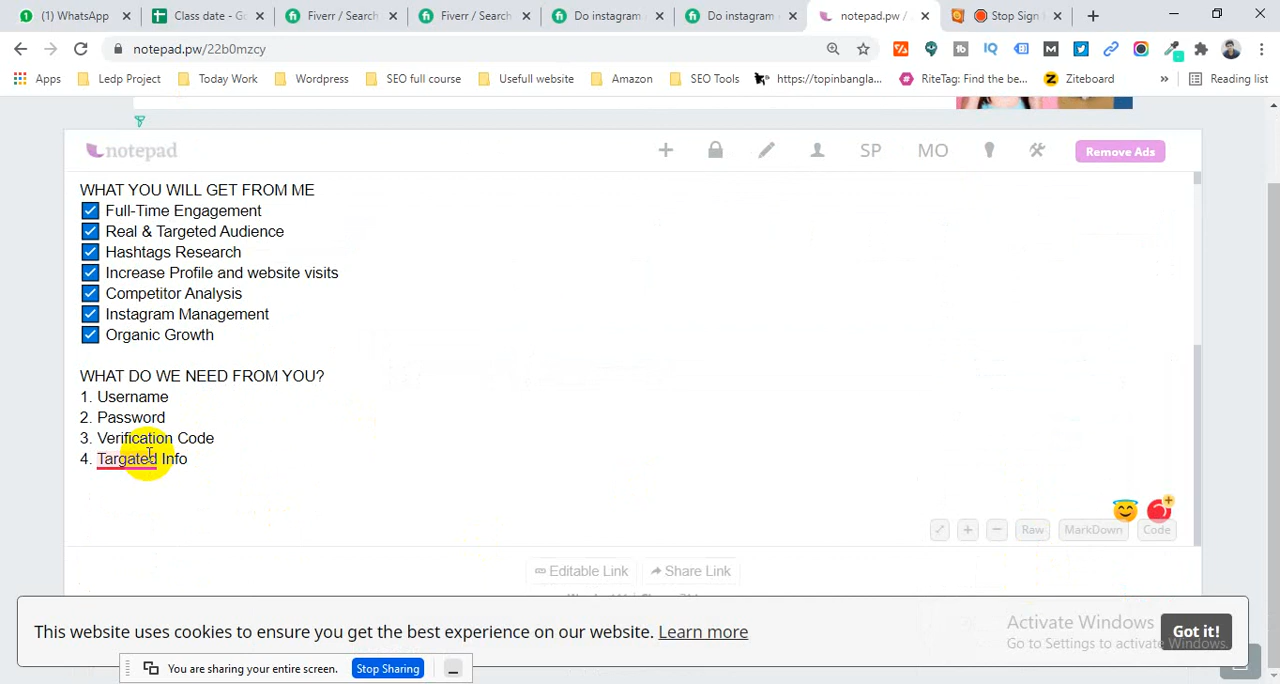 (1) WhatsApp
Class date - Go
Fiverr / Search
Fiverr / Search
Do instagram
Do instagram
notepad.pw /
Stop Sign
notepad.pw/22b0mzcy
Apps
Ledp Project
Today Work
Wordpress
SEO full course
Usefull website
Amazon
SEO Tools
https://topinbangla...
RiteTag: Find the be...
Ziteboard
»
Reading list
notepad
SP
MO
Remove Ads
WHAT YOU WILL GET FROM ME
Full-Time Engagement
Real & Targeted Audience
Hashtags Research
Increase Profile and website visits
Competitor Analysis
Instagram Management
Organic Growth
WHAT DO WE NEED FROM YOU?
1. Username
2. Password
3. Verification Code
4. Targated Info
Raw
MarkDown
Code
Editable Link
Share Link
This website uses cookies to ensure you get the best experience on our website. Learn more
Got it!
Activate Windows
Go to Settings to activate Windows.
You are sharing your entire screen.
Stop Sharing